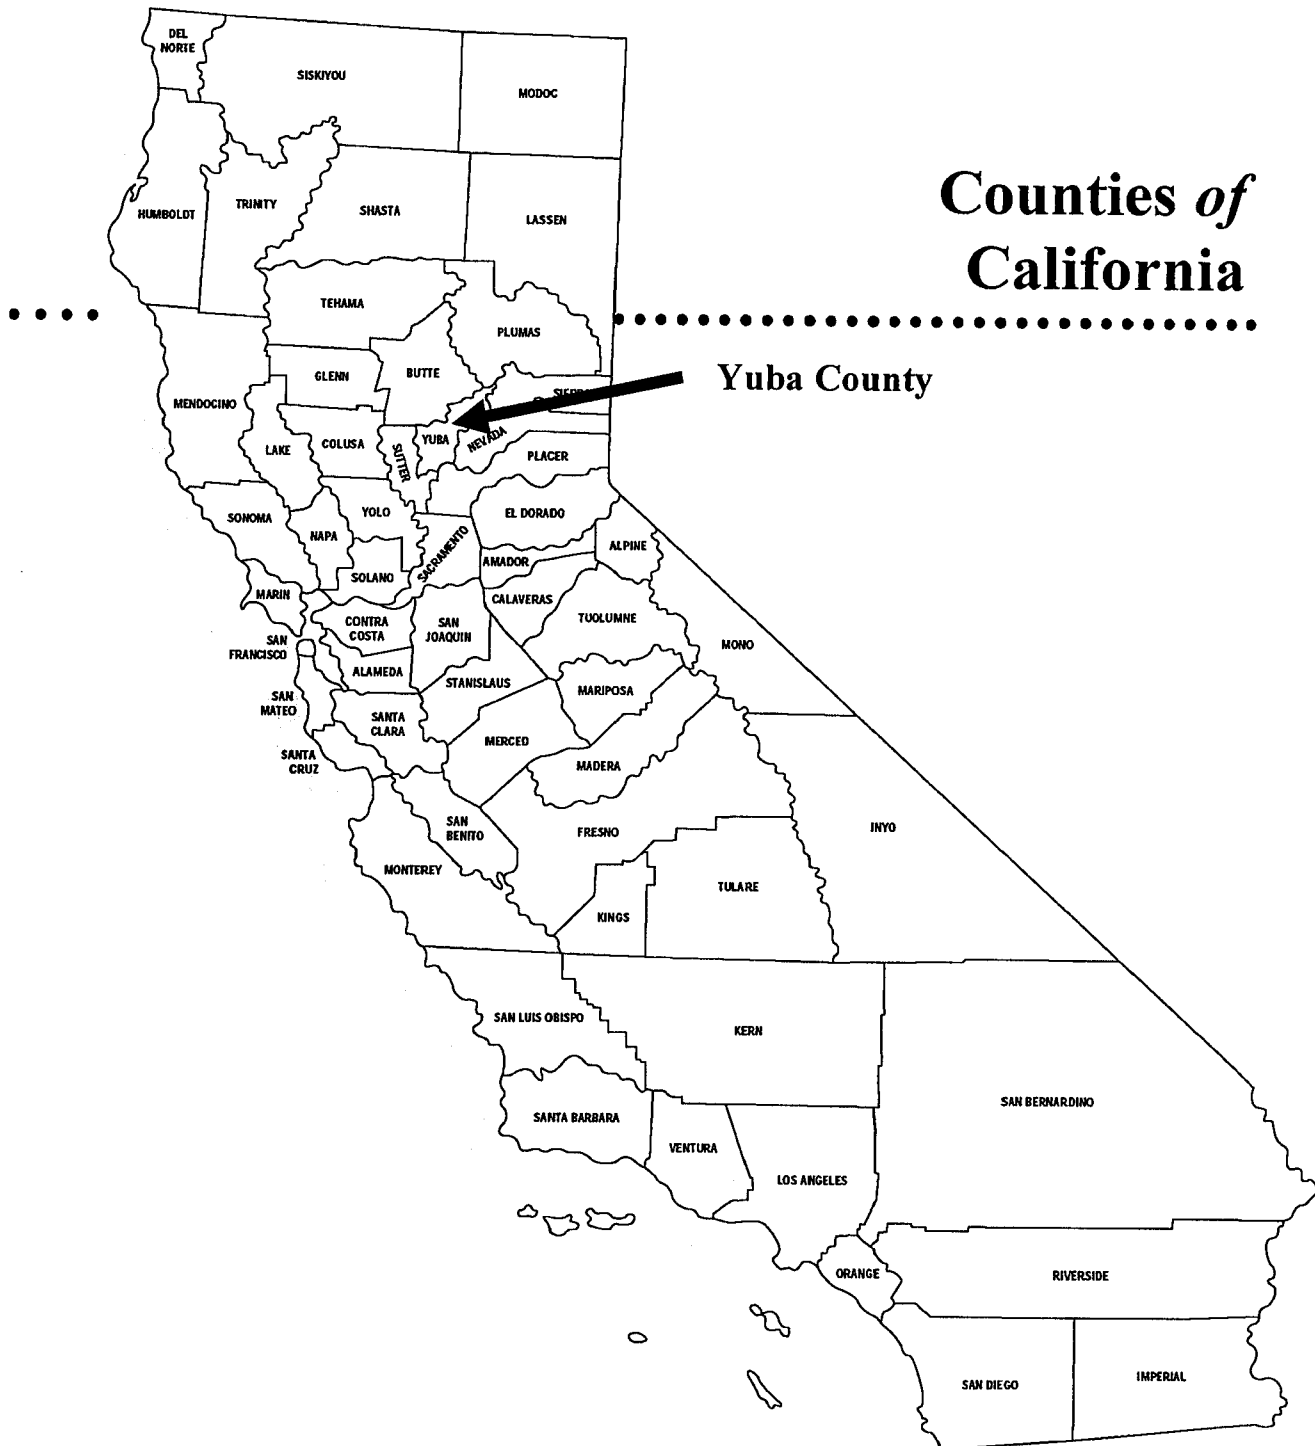 DEL
NORTE
SISKIYOU
MODOC
Counties of
California
HUMBOLDT
TRINITY
SHASTA
LASSEN
TEHAMA
PLUMAS
GLENN
BUTTE
Yuba County
SIERRA
MENDOCINO
LAKE
COLUSA
SUTTER
YUBA
NEVADA
PLACER
SONOMA
NAPA
YOLO
EL DORADO
SACRAMENTO
ALPINE
SOLANO
AMADOR
MARIN
CALAVERAS
CONTRA
COSTA
SAN
JOAQUIN
TUOLUMNE
MONO
SAN
FRANCISCO
ALAMEDA
STANISLAUS
MARIPOSA
SAN
MATEO
SANTA
CLARA
MERCED
SANTA
CRUZ
MADERA
SAN
BENITO
FRESNO
INYO
MONTEREY
TULARE
KINGS
SAN LUIS OBISPO
KERN
SAN BERNARDINO
SANTA BARBARA
VENTURA
LOS ANGELES
ORANGE
RIVERSIDE
SAN DIEGO
IMPERIAL